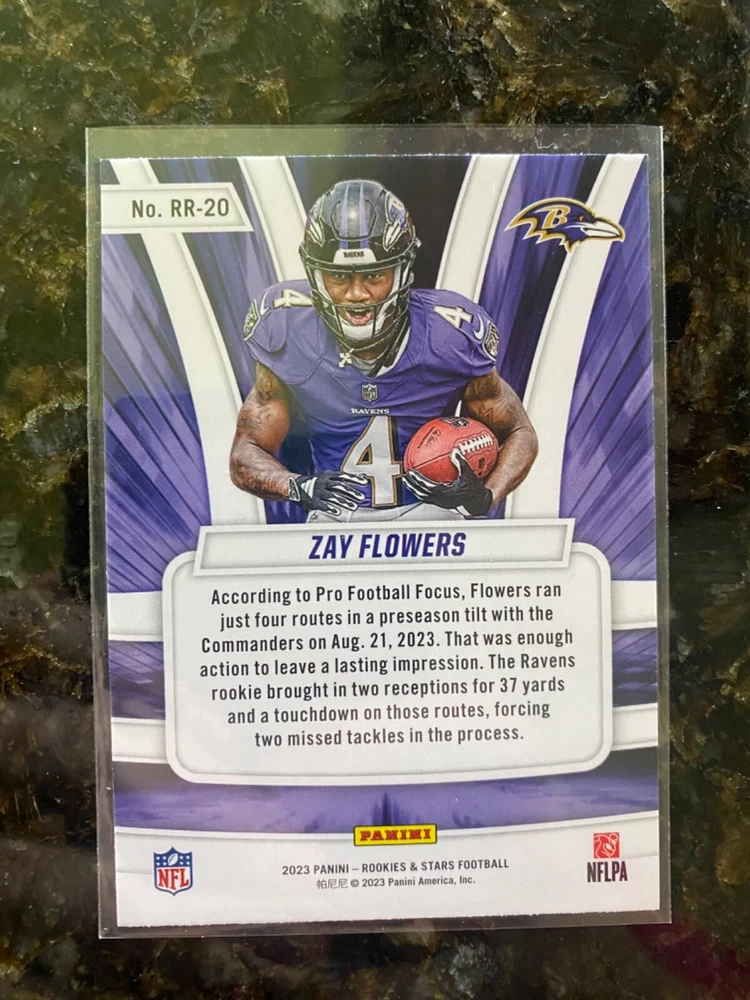 No. RR-20
B
4
4
RAVENS
NFL
RAVENS
4
ZAY FLOWERS
According to Pro Football Focus, Flowers ran
just four routes in a preseason tilt with the
Commanders on Aug. 21, 2023. That was enough
action to leave a lasting impression. The Ravens
rookie brought in two receptions for 37 yards
and a touchdown on those routes, forcing
two missed tackles in the process.
PANINI
NFL
2023 PANINI – ROOKIES & STARS FOOTBALL
帕尼尼 © 2023 Panini America, Inc.
NFLPA